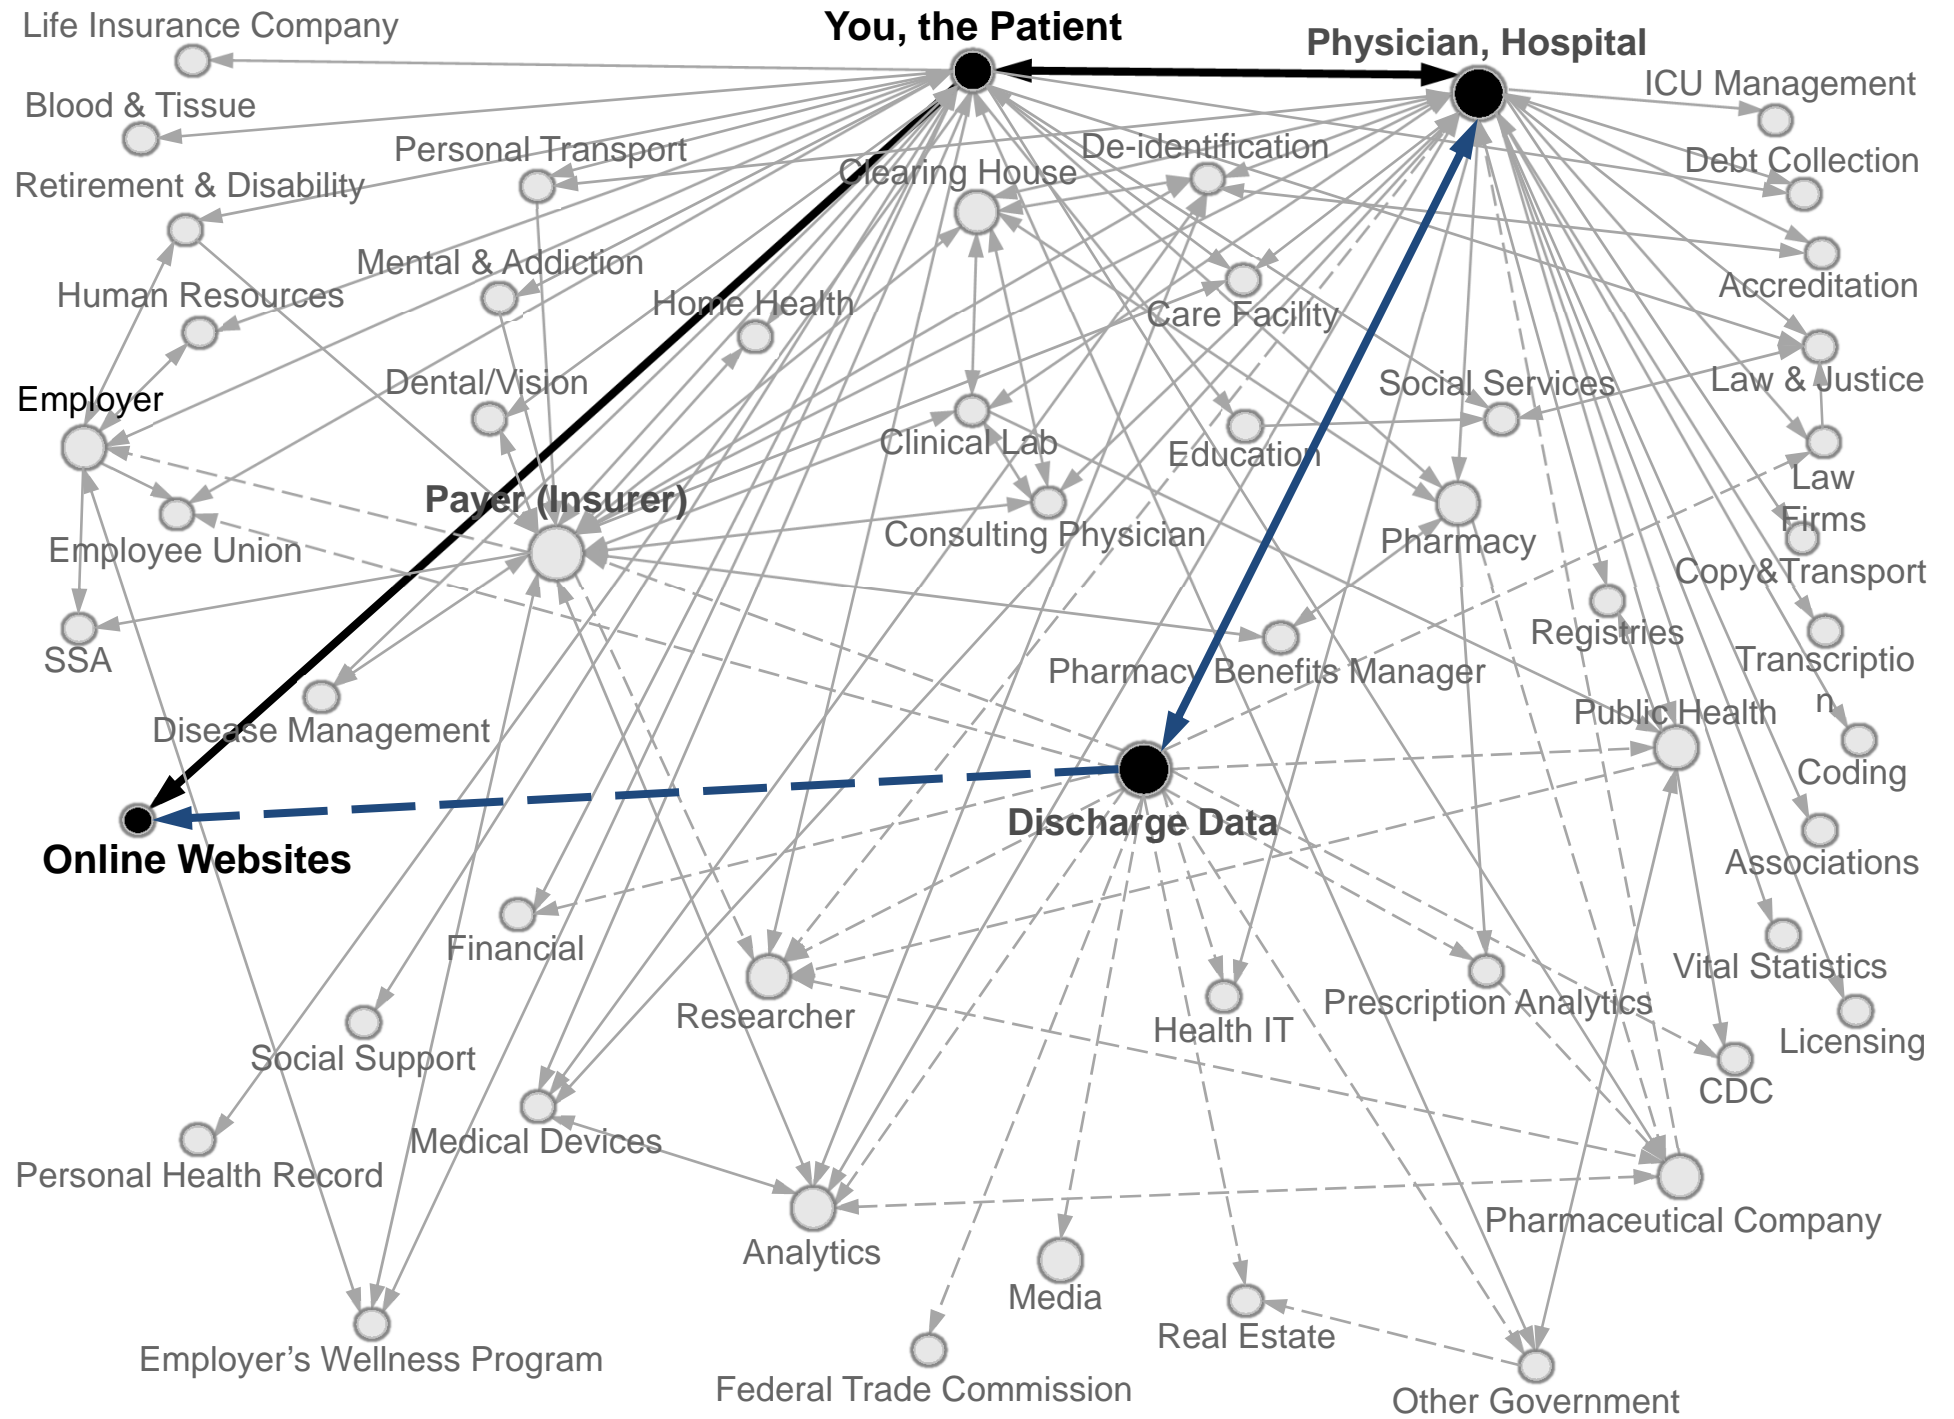 Life Insurance Company
You, the Patient
Physician, Hospital
ICU Management
Blood & Tissue
Personal Transport
De-identification
Debt Collection
Clearing House
Retirement & Disability
Mental & Addiction
Accreditation
Human Resources
Home Health
Care Facility
Dental/Vision
Social Services
Law & Justice
Employer
Clinical Lab
Education
Law
Firms
Payer (Insurer)
Consulting Physician
Pharmacy
Employee Union
Copy&Transport
SSA
Registries
Transcriptio
n
Pharmacy Benefits Manager
Public Health
Disease Management
Coding
Discharge Data
Online Websites
Associations
Financial
Vital Statistics
Researcher
Health IT
Prescription Analytics
Licensing
Social Support
CDC
Medical Devices
Personal Health Record
Pharmaceutical Company
Analytics
Media
Real Estate
Employer’s Wellness Program
Federal Trade Commission
Other Government